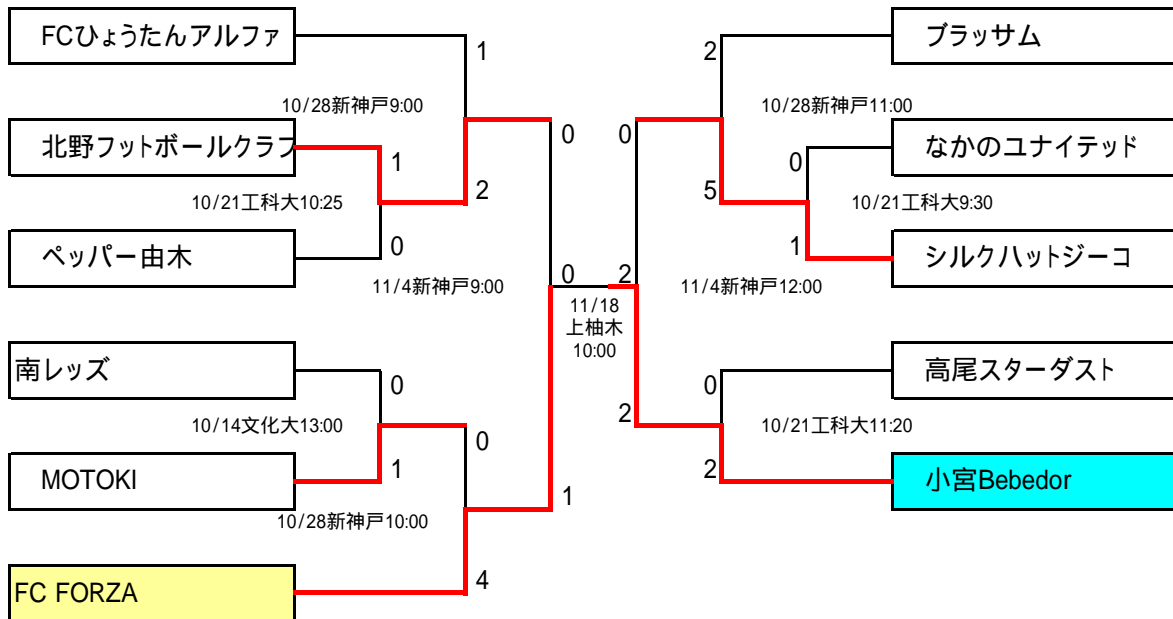 FCひょうたんアルファ
1
2
ブラッサム
10/28新神戸9:00
10/28新神戸11:00
北野フットボールクラブ
1
0
0
0
なかのユナイテッド
10/21工科大10:25
2
5
10/21工科大9:30
ペッパー由木
0
1
シルクハットジーコ
11/4新神戸9:00
0
2
11/4新神戸12:00
11/18
上柚木
10:00
南レッズ
0
0
高尾スターダスト
10/14文化大13:00
0
2
10/21工科大11:20
MOTOKI
1
1
2
小宮Bebedor
10/28新神戸10:00
FC FORZA
4